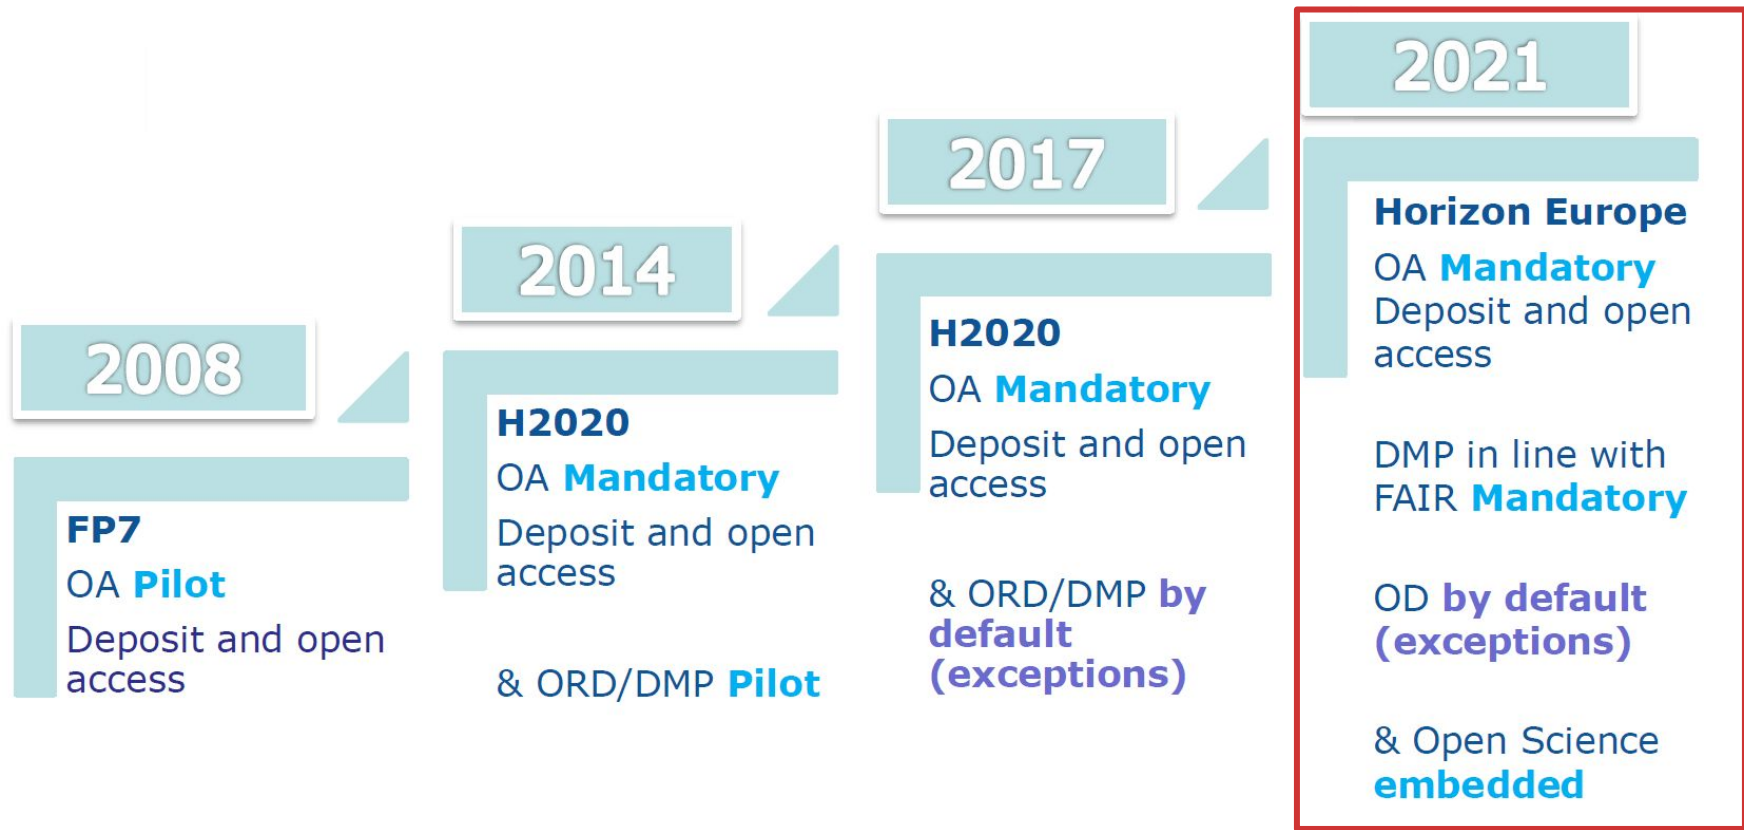 2008
FP7
OA Pilot
Deposit and open
access
2014
H2020
OA Mandatory
Deposit and open
access
& ORD/DMP Pilot
2017
H2020
OA Mandatory
Deposit and open
access
& ORD/DMP by
default
(exceptions)
2021
Horizon Europe
OA Mandatory
Deposit and open
access
DMP in line with
FAIR Mandatory
OD by default
(exceptions)
& Open Science
embedded